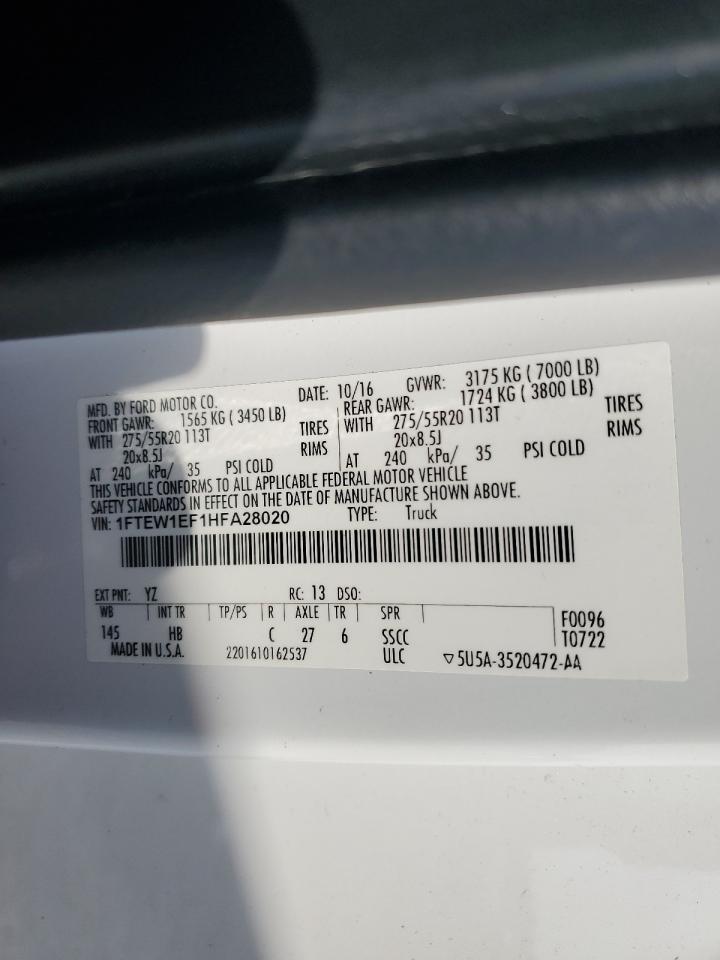 MFD. BY FORD MOTOR CO. DATE: 10/16 GVWR: 3175 KG ( 7000 LB)
FRONT GAWR: 1565 KG ( 3450 LB) REAR GAWR: 1724 KG ( 3800 LB)
WITH 275/55R20 113T TIRES WITH 275/55R20 113T TIRES
20x8.5J RIMS 20x8.5J RIMS
AT 240 kPa/ 35 PSI COLD AT 240 kPa/ 35 PSI COLD
THIS VEHICLE CONFORMS TO ALL APPLICABLE FEDERAL MOTOR VEHICLE
SAFETY STANDARDS IN EFFECT ON THE DATE OF MANUFACTURE SHOWN ABOVE.
VIN: 1FTEW1EF1HFA28020 TYPE: Truck
EXT PNT: YZ RC: 13 DSO:
WB INT TR TP/PS R AXLE TR SPR F0096
145 HB C 27 6 SSCC T0722
MADE IN U.S.A. 2201610162537 ULC ▽5U5A-3520472-AA